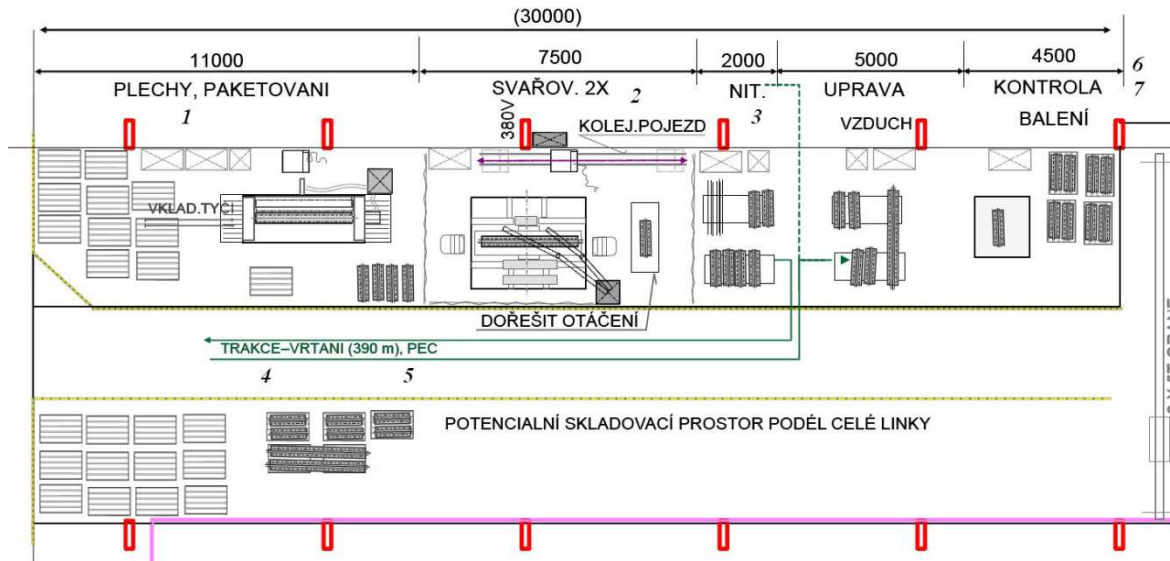 (30000)
11000
7500
2000
5000
4500
6
7
PLECHY, PAKETOVANI
1
SVAŘOV. 2X
2
NIT.
3
UPRAVA
VZDUCH
KONTROLA
BALENÍ
380V
KOLEJ.POJEZD
VKLAD.TYČÍ
DOŘEŠIT OTÁČENÍ
TRAKCE–VRTANI (390 m), PEC
4
5
POTENCIALNÍ SKLADOVACÍ PROSTOR PODÉL CELÉ LINKY